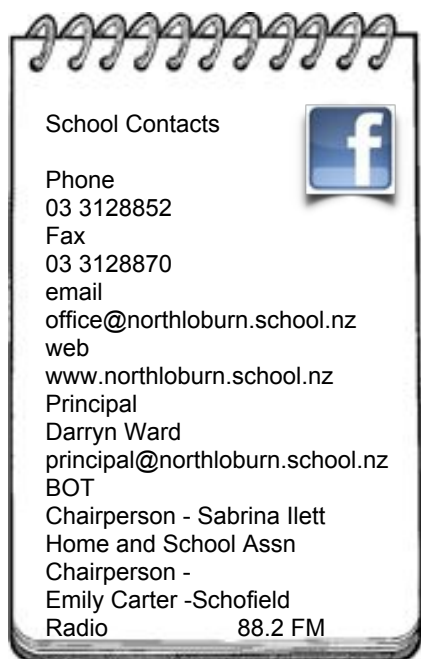 School Contacts
Phone
03 3128852
Fax
03 3128870
email
office@northloburn.school.nz
web
www.northloburn.school.nz
Principal
Darryn Ward
principal@northloburn.school.nz
BOT
Chairperson - Sabrina Ilett
Home and School Assn
Chairperson -
Emily Carter -Schofield
Radio 88.2 FM